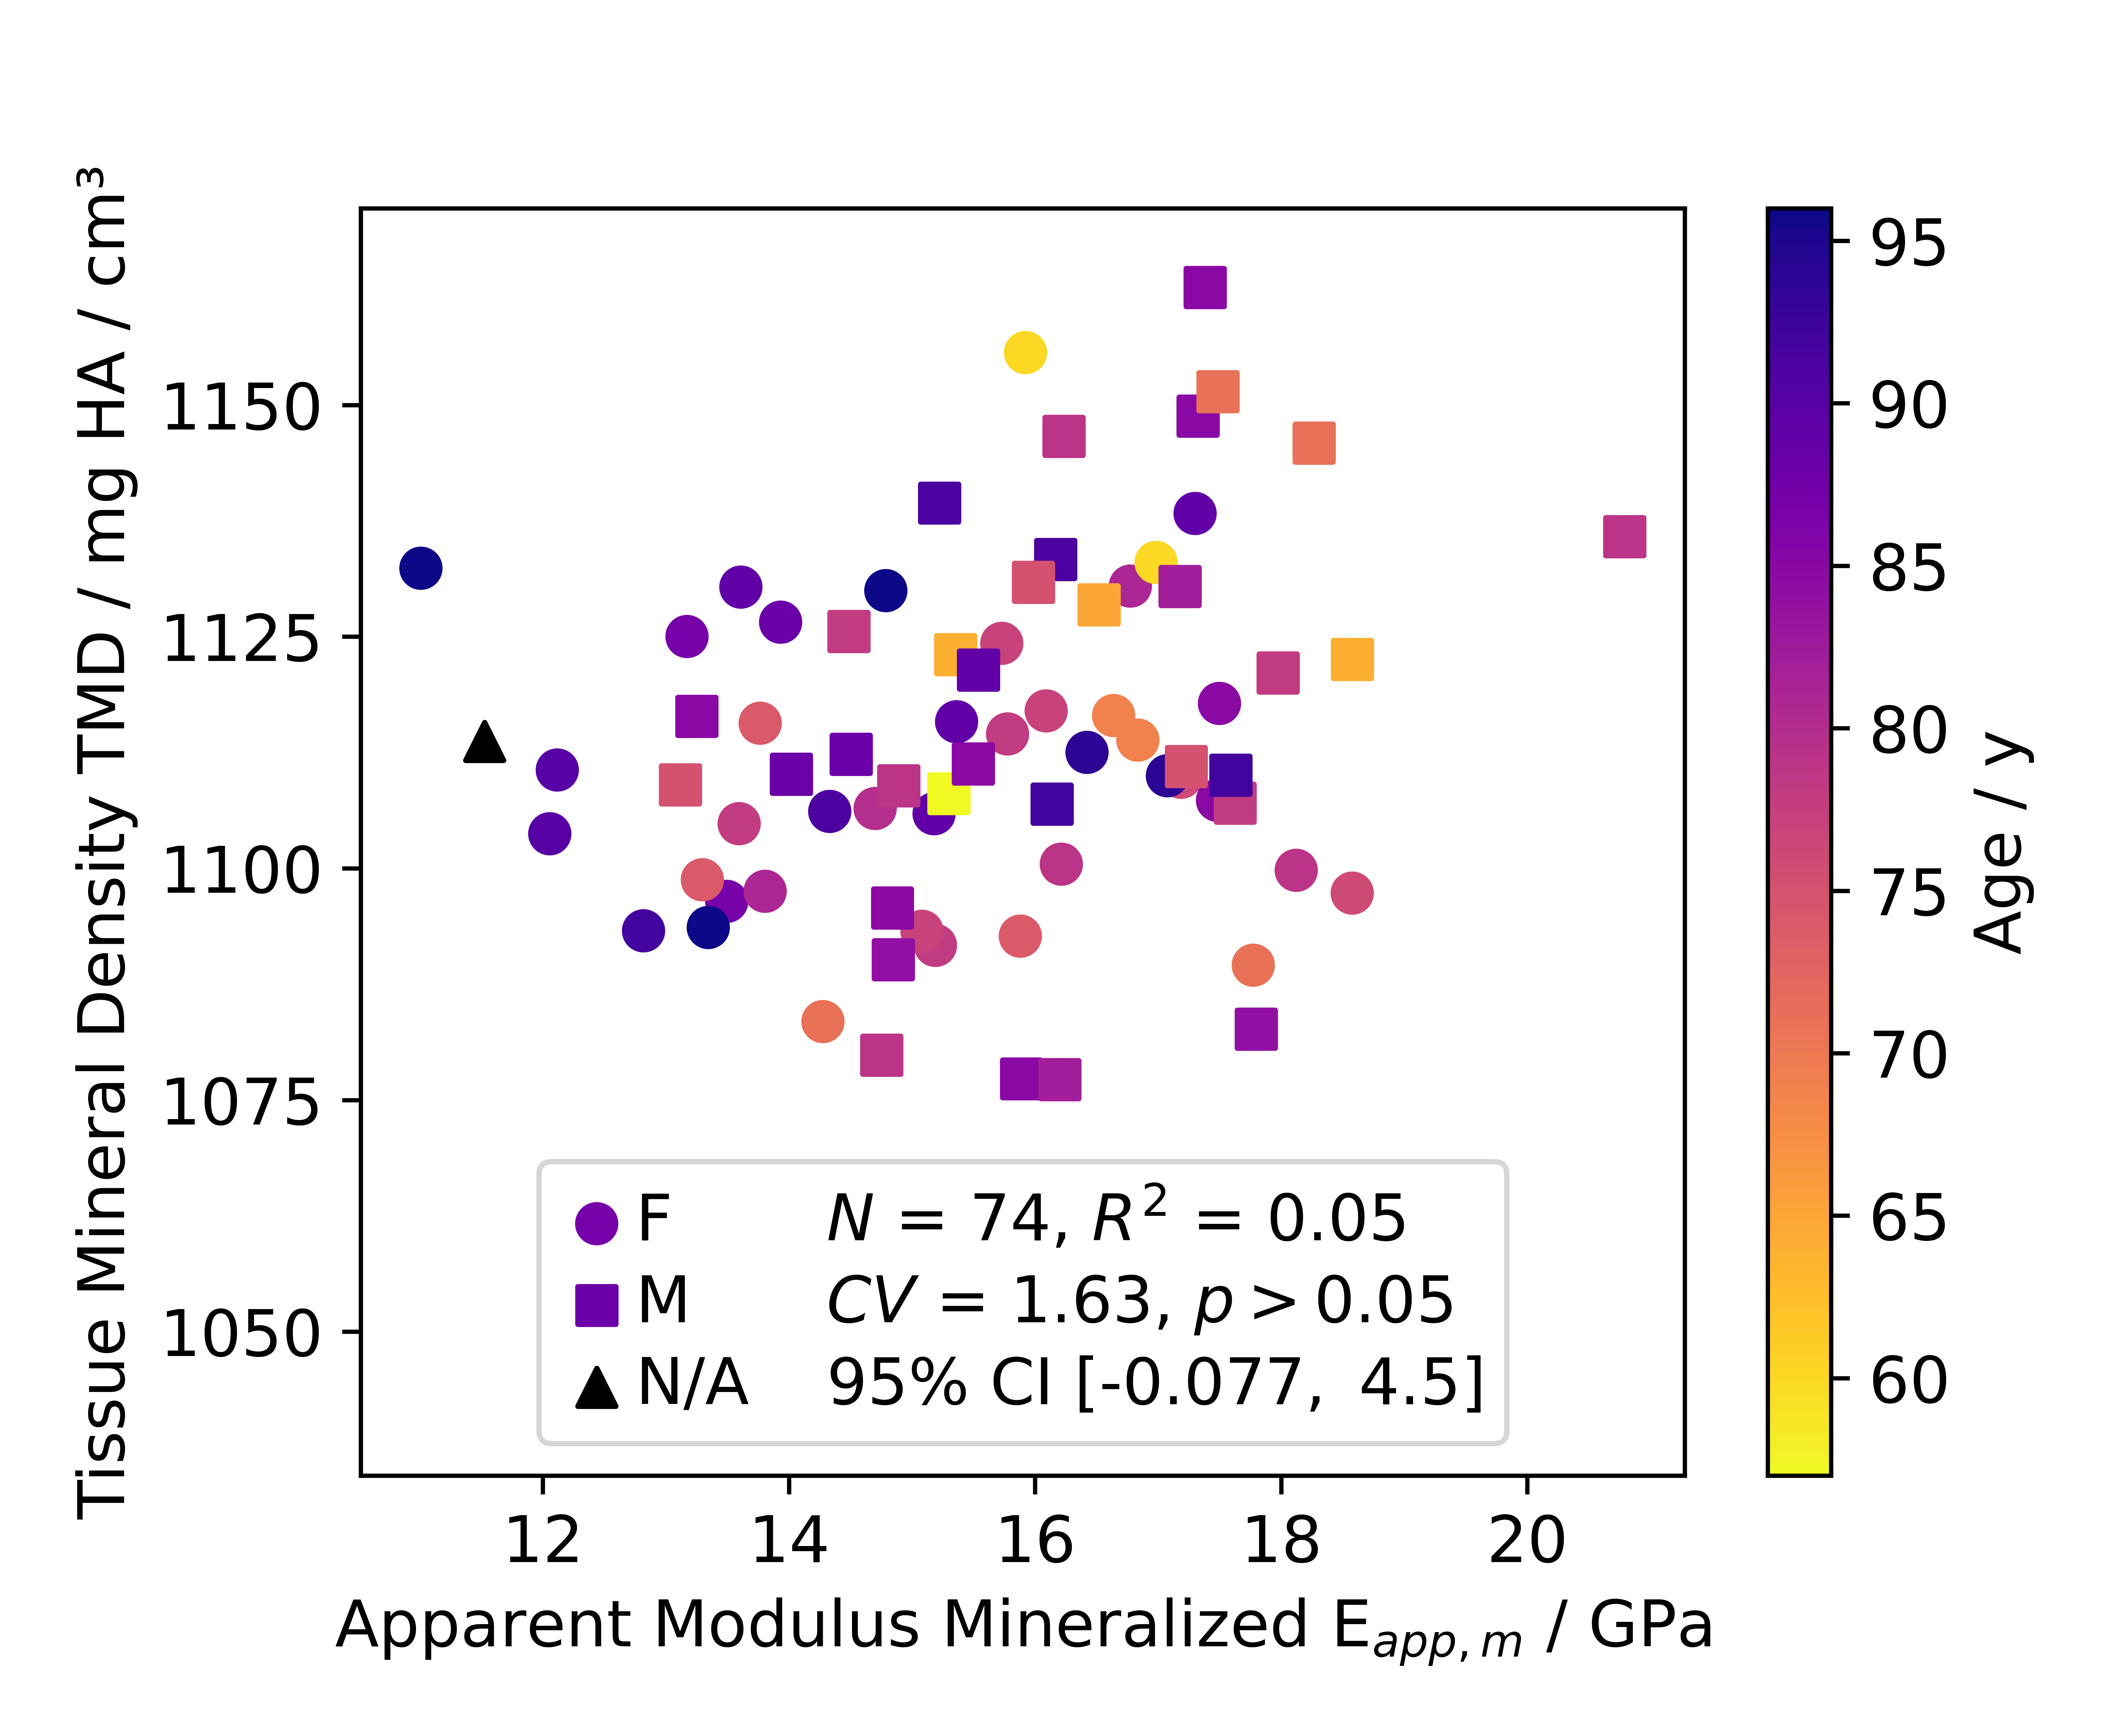 Tissue Mineral Density TMD / mg HA / cm³
1150
1125
1100
1075
1050
F N = 74, R² = 0.05
M CV = 1.63, p > 0.05
N/A 95% CI [-0.077, 4.5]
12 14 16 18 20
Apparent Modulus Mineralized E_app,m / GPa
95
90
85
80
75
70
65
60
Age / y